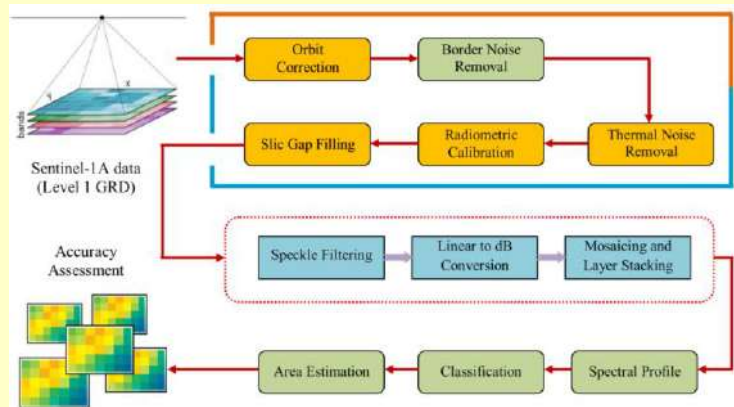 Orbit
Correction
Border Noise
Removal
X
Y
bands
Sentinel-1A data
(Level 1 GRD)
Slic Gap Filling
Radiometric
Calibration
Thermal Noise
Removal
Accuracy
Assessment
Speckle Filtering
Linear to dB
Conversion
Mosaicing and
Layer Stacking
Area Estimation
Classification
Spectral Profile